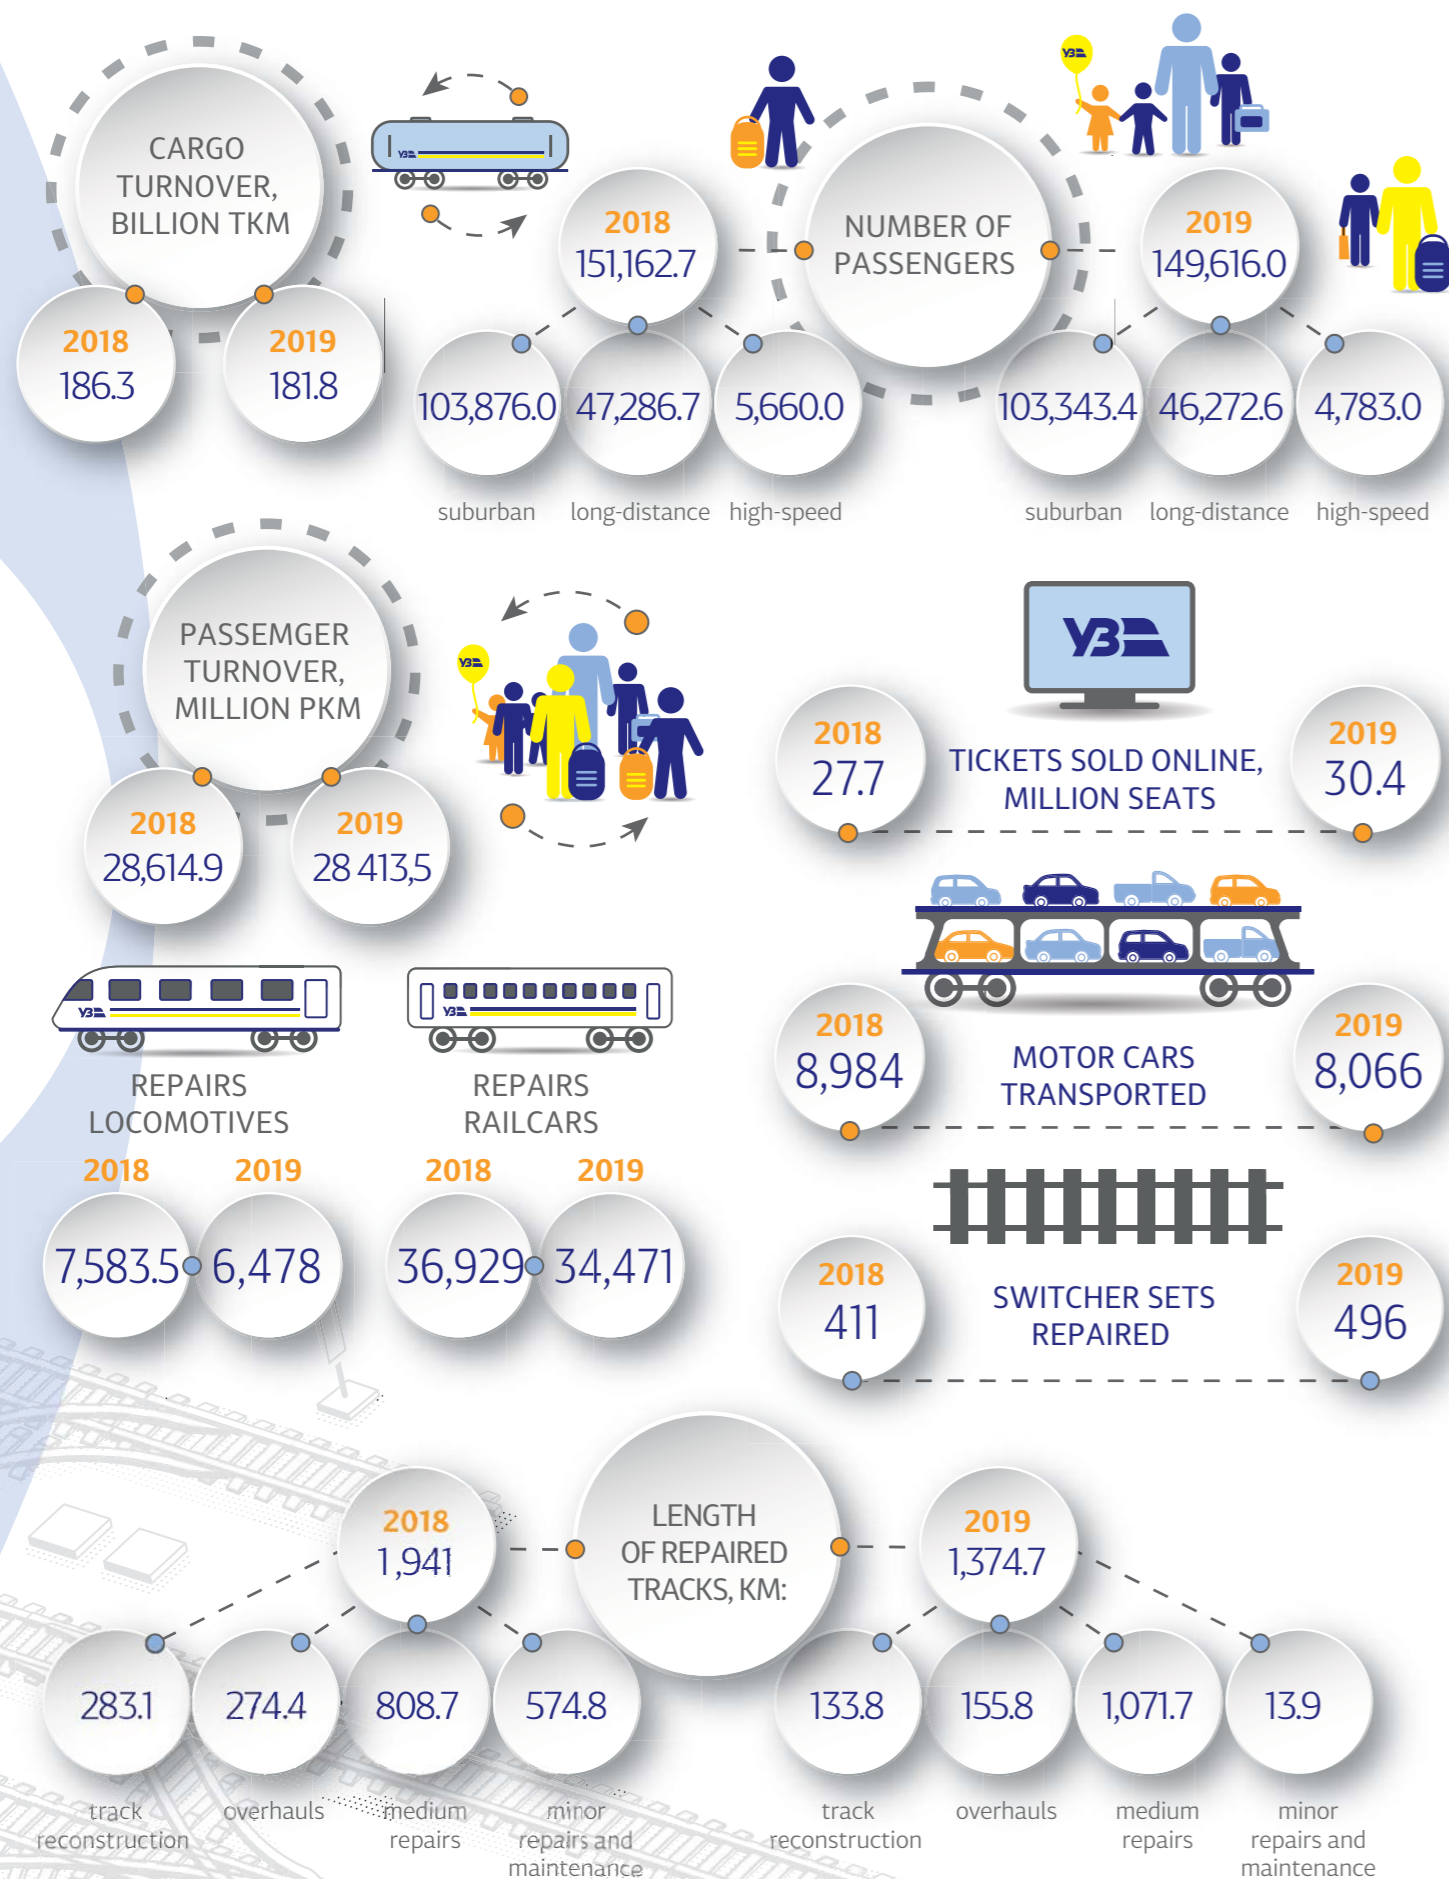 CARGO
TURNOVER,
BILLION TKM
2018
186.3
2019
181.8
УЗ
NUMBER OF
PASSENGERS
2018
151,162.7
103,876.0
47,286.7
5,660.0
suburban
long-distance
high-speed
УЗ
2019
149,616.0
103,343.4
46,272.6
4,783.0
suburban
long-distance
high-speed
PASSEMGER
TURNOVER,
MILLION PKM
2018
28,614.9
2019
28 413,5
УЗ
УЗ
2018
27.7
TICKETS SOLD ONLINE,
MILLION SEATS
2019
30.4
2018
8,984
MOTOR CARS
TRANSPORTED
2019
8,066
УЗ
REPAIRS
LOCOMOTIVES
2018
2019
7,583.5
6,478
УЗ
REPAIRS
RAILCARS
2018
2019
36,929
34,471
2018
411
SWITCHER SETS
REPAIRED
2019
496
LENGTH
OF REPAIRED
TRACKS, KM:
2018
1,941
283.1
274.4
808.7
574.8
track
reconstruction
overhauls
medium
repairs
minor
repairs and
maintenance
2019
1,374.7
133.8
155.8
1,071.7
13.9
track
reconstruction
overhauls
medium
repairs
minor
repairs and
maintenance